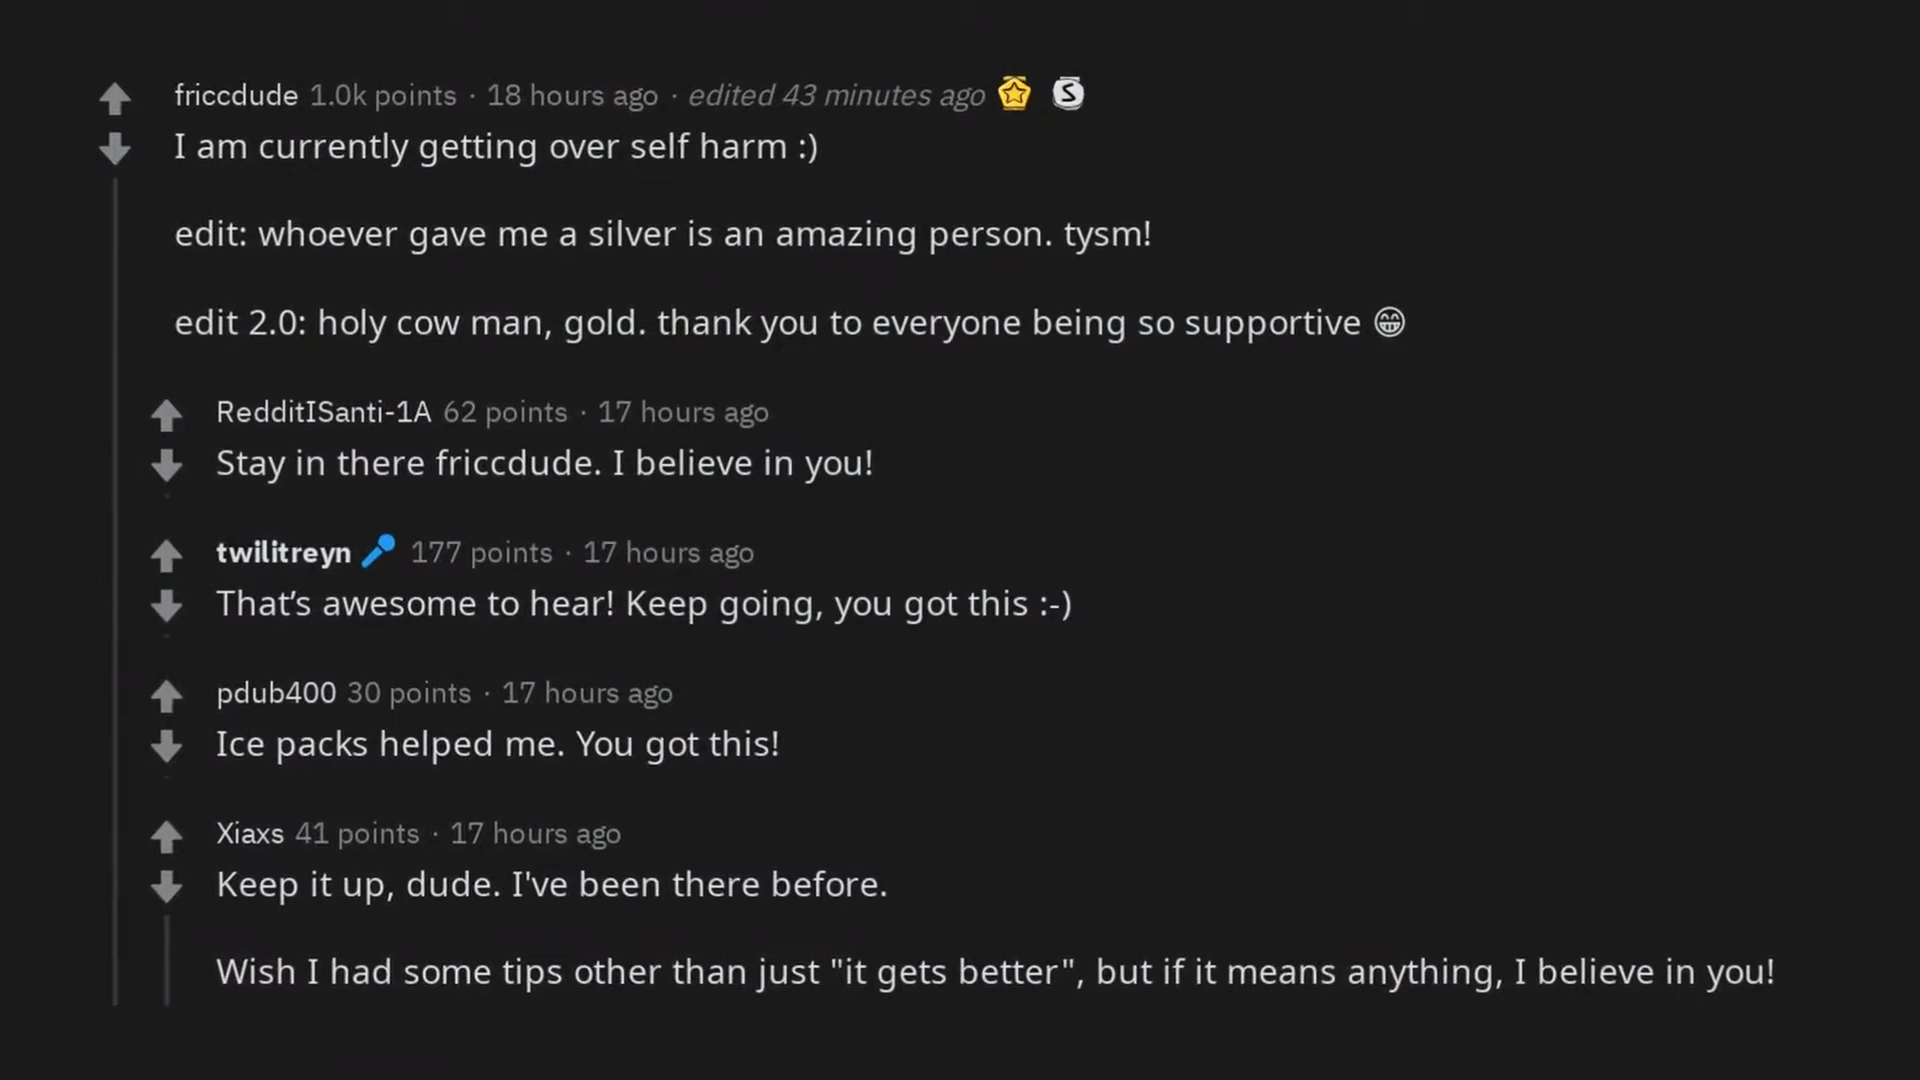 friccdude 1.0k points · 18 hours ago · edited 43 minutes ago S
I am currently getting over self harm :)
edit: whoever gave me a silver is an amazing person. tysm!
edit 2.0: holy cow man, gold. thank you to everyone being so supportive 😁
RedditISanti-1A 62 points · 17 hours ago
Stay in there friccdude. I believe in you!
twilitreyn 🎤 177 points · 17 hours ago
That’s awesome to hear! Keep going, you got this :-)
pdub400 30 points · 17 hours ago
Ice packs helped me. You got this!
Xiaxs 41 points · 17 hours ago
Keep it up, dude. I've been there before.
Wish I had some tips other than just "it gets better", but if it means anything, I believe in you!